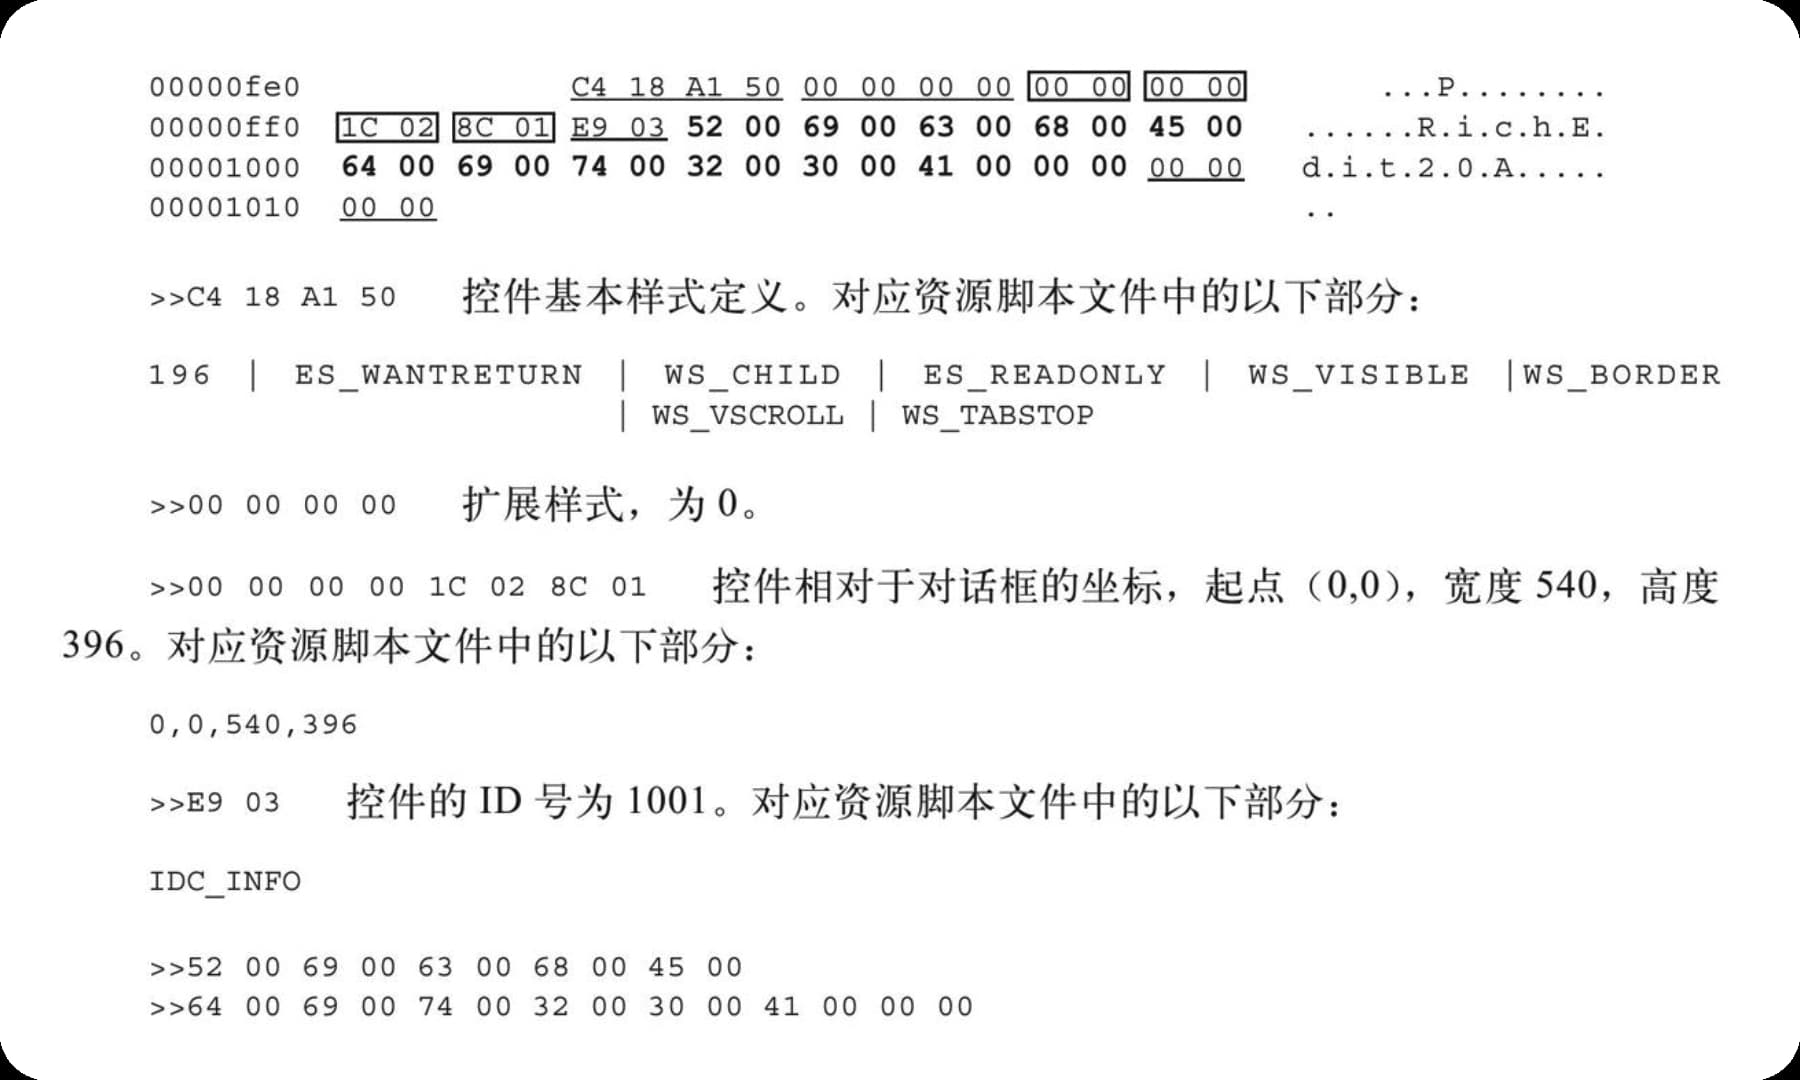 00000fe0 C4 18 A1 50 00 00 00 00 00 00 00 00 ...P........
00000ff0 1C 02 8C 01 E9 03 52 00 69 00 63 00 68 00 45 00 ......R.i.c.h.E.
00001000 64 00 69 00 74 00 32 00 30 00 41 00 00 00 00 00 d.i.t.2.0.A.....
00001010 00 00 ..
>>C4 18 A1 50 控件基本样式定义。对应资源脚本文件中的以下部分：
196 | ES_WANTRETURN | WS_CHILD | ES_READONLY | WS_VISIBLE |WS_BORDER
| WS_VSCROLL | WS_TABSTOP
>>00 00 00 00 扩展样式，为 0。
>>00 00 00 00 1C 02 8C 01 控件相对于对话框的坐标，起点（0,0），宽度 540，高度
396。对应资源脚本文件中的以下部分：
0,0,540,396
>>E9 03 控件的 ID 号为 1001。对应资源脚本文件中的以下部分：
IDC_INFO
>>52 00 69 00 63 00 68 00 45 00
>>64 00 69 00 74 00 32 00 30 00 41 00 00 00